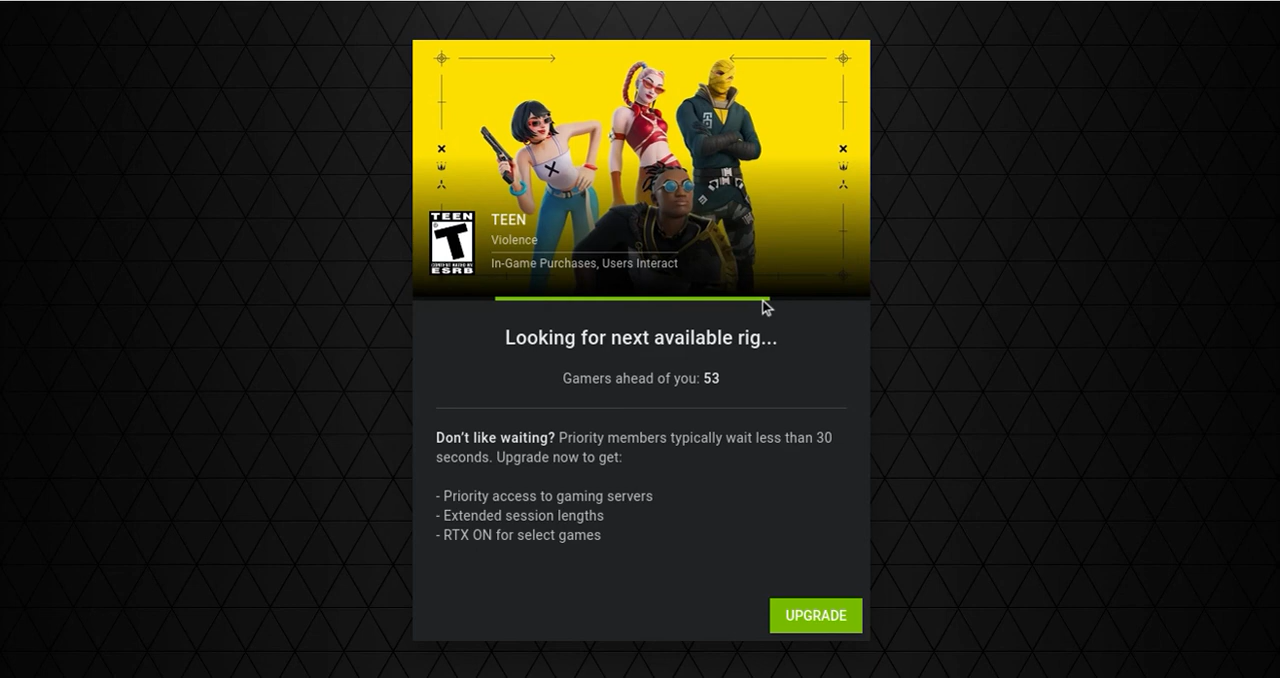 TEEN
T
ESRB
TEEN
Violence
In-Game Purchases, Users Interact
Looking for next available rig...
Gamers ahead of you: 53
Don't like waiting? Priority members typically wait less than 30
seconds. Upgrade now to get:
- Priority access to gaming servers
- Extended session lengths
- RTX ON for select games
UPGRADE